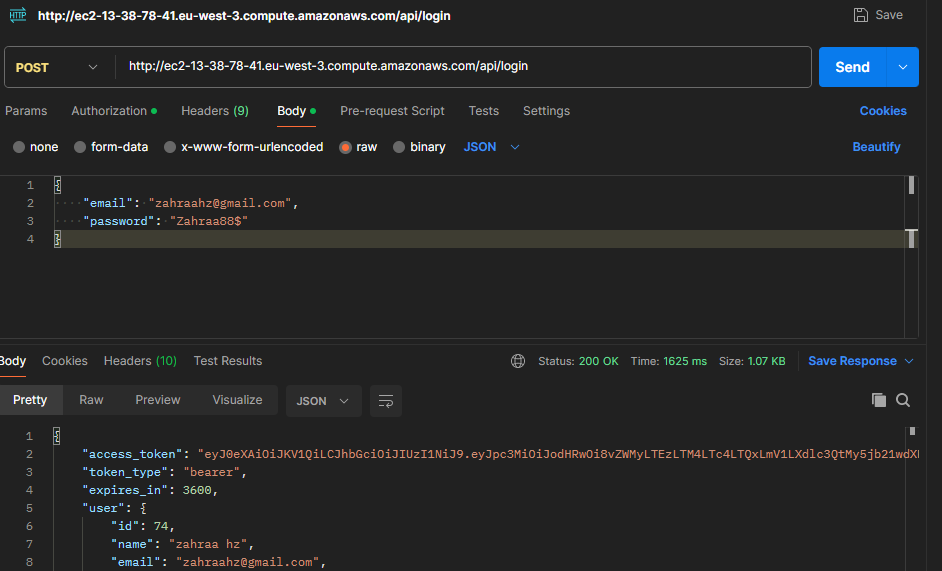 HTTP http://ec2-13-38-78-41.eu-west-3.compute.amazonaws.com/api/login Save
POST http://ec2-13-38-78-41.eu-west-3.compute.amazonaws.com/api/login Send
Params Authorization Headers (9) Body Pre-request Script Tests Settings Cookies
none form-data x-www-form-urlencoded raw binary JSON Beautify
1 {
2 "email": "zahraahz@gmail.com",
3 "password": "Zahraa88$"
4 }
Body Cookies Headers (10) Test Results Status: 200 OK Time: 1625 ms Size: 1.07 KB Save Response
Pretty Raw Preview Visualize JSON
1 {
2 "access_token": "eyJ0eXAiOiJKV1QiLCJhbGciOiJIUzI1NiJ9.eyJpc3MiOiJodHRwOi8vZWMyLTEzLTM4LTc4LTQxLmV1LXdlc3QtMy5jb21wdX
3 "token_type": "bearer",
4 "expires_in": 3600,
5 "user": {
6 "id": 74,
7 "name": "zahraa hz",
8 "email": "zahraahz@gmail.com",